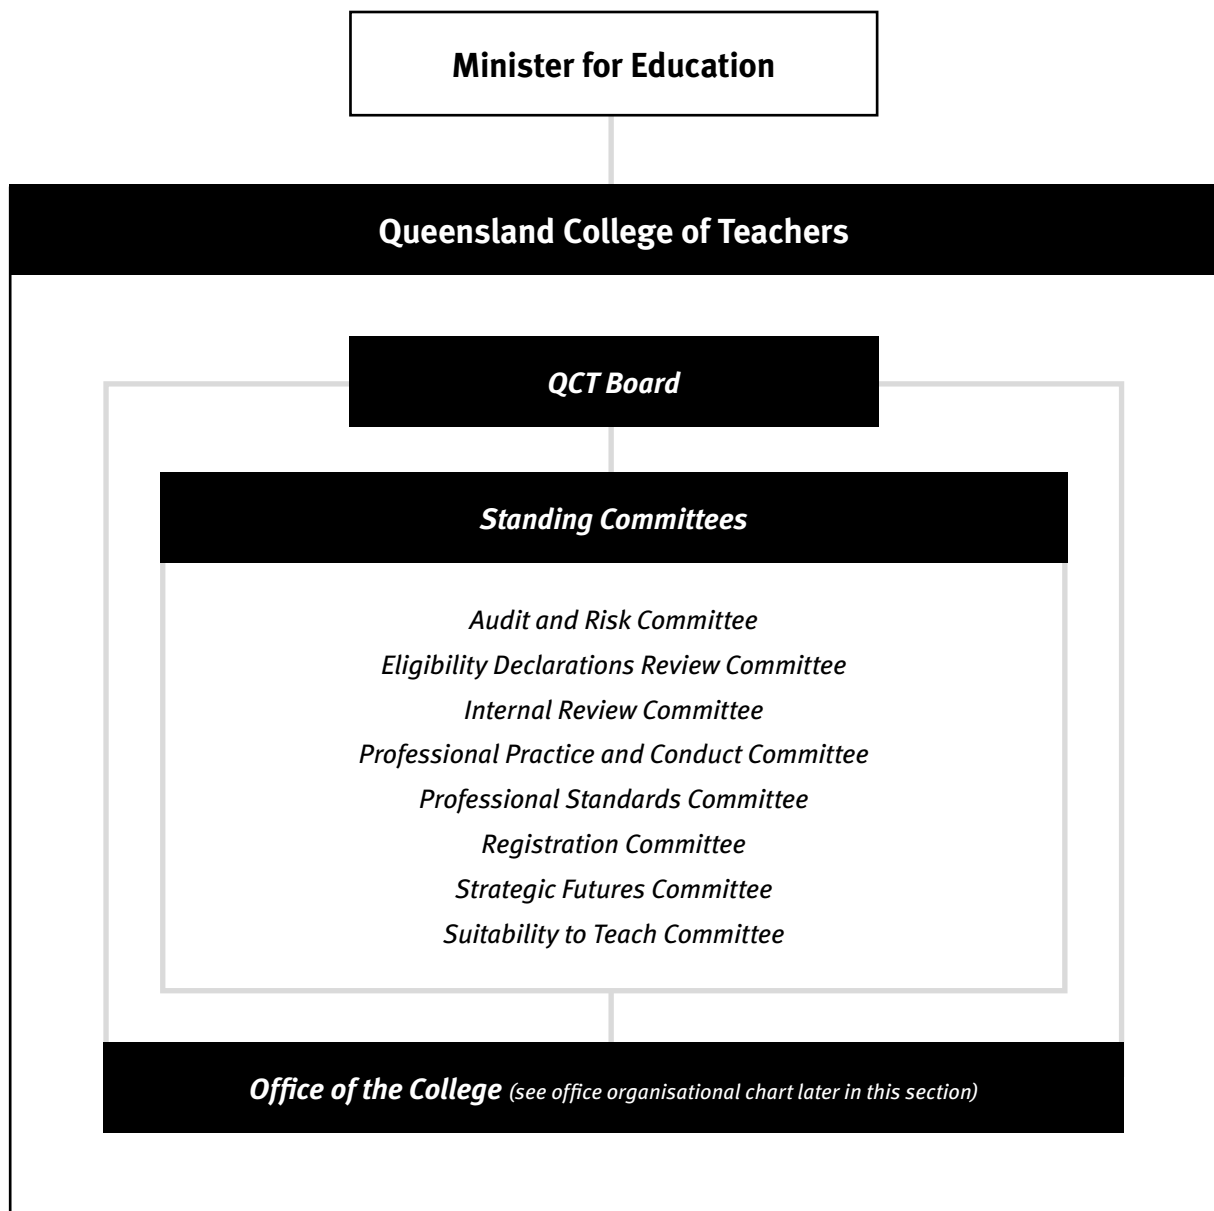 Minister for Education
Queensland College of Teachers
QCT Board
Standing Committees
Audit and Risk Committee
Eligibility Declarations Review Committee
Internal Review Committee
Professional Practice and Conduct Committee
Professional Standards Committee
Registration Committee
Strategic Futures Committee
Suitability to Teach Committee
Office of the College (see office organisational chart later in this section)